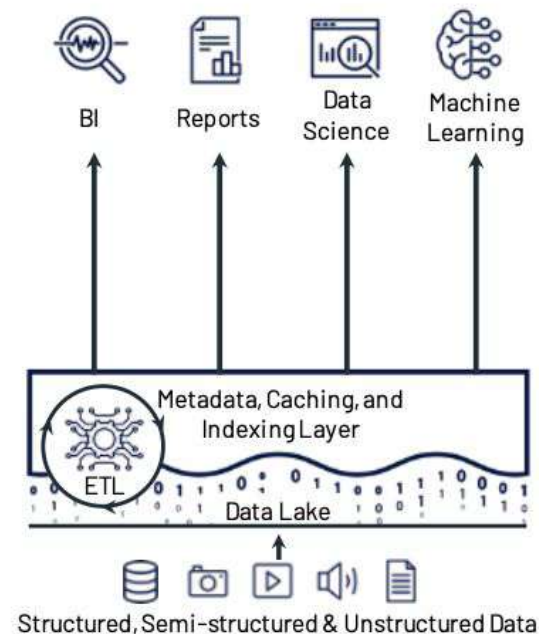 BI
Reports
Data
Science
Machine
Learning
Metadata, Caching, and
Indexing Layer
ETL
Data Lake
Structured, Semi-structured & Unstructured Data